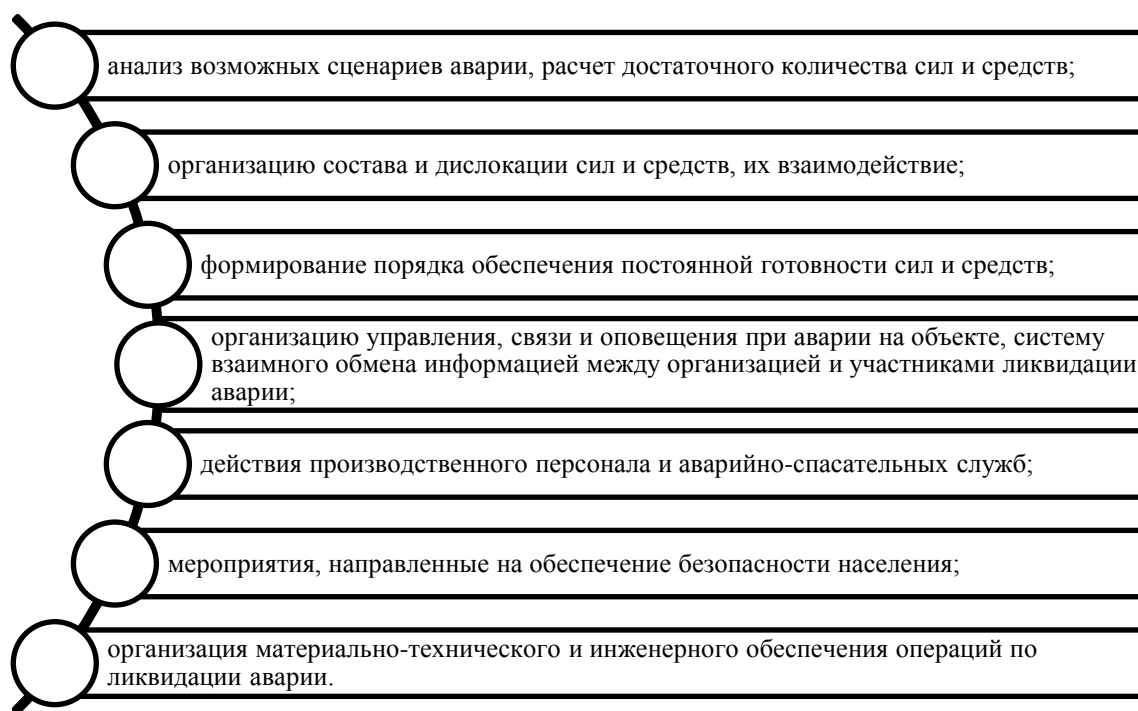 анализ возможных сценариев аварии, расчет достаточного количества сил и средств;
организацию состава и дислокации сил и средств, их взаимодействие;
формирование порядка обеспечения постоянной готовности сил и средств;
организацию управления, связи и оповещения при аварии на объекте, систему
взаимного обмена информацией между организацией и участниками ликвидации
аварии;
действия производственного персонала и аварийно-спасательных служб;
мероприятия, направленные на обеспечение безопасности населения;
организация материально-технического и инженерного обеспечения операций по
ликвидации аварии.